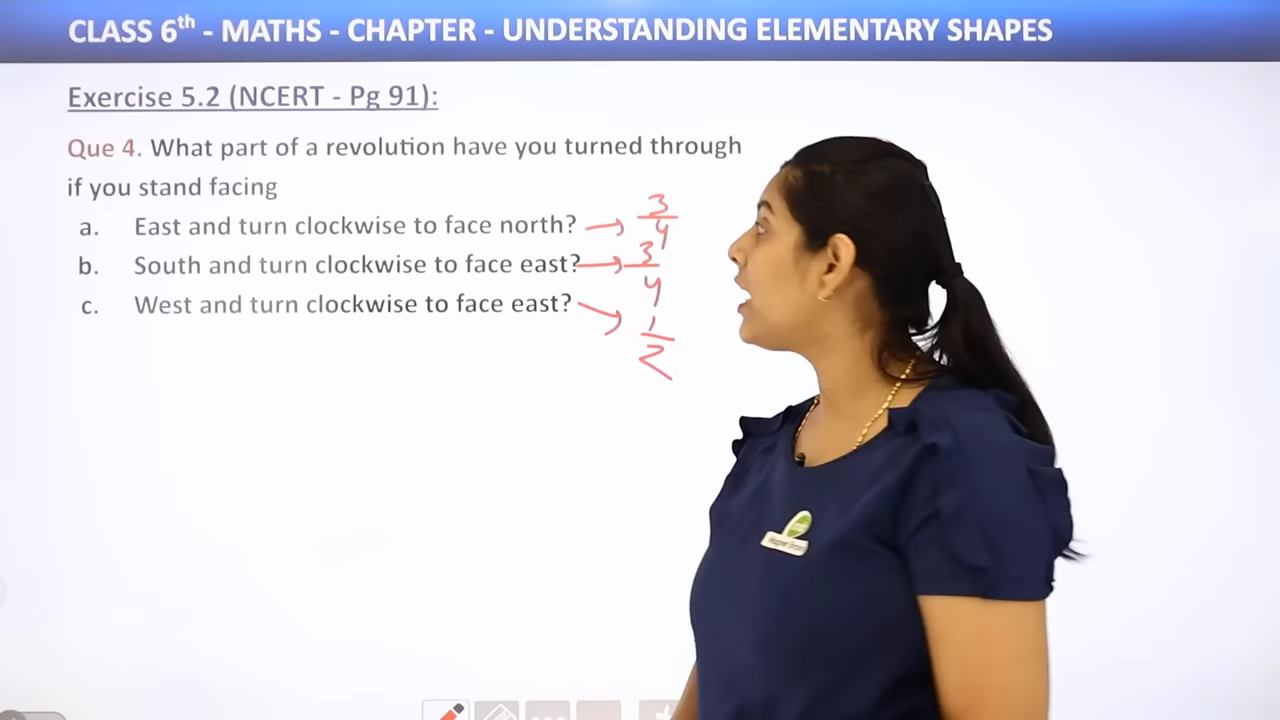 CLASS 6th - MATHS - CHAPTER - UNDERSTANDING ELEMENTARY SHAPES
Exercise 5.2 (NCERT - Pg 91):
Que 4. What part of a revolution have you turned through
if you stand facing
a. East and turn clockwise to face north? → 3/4
b. South and turn clockwise to face east? → 3/4
c. West and turn clockwise to face east? → 1/2